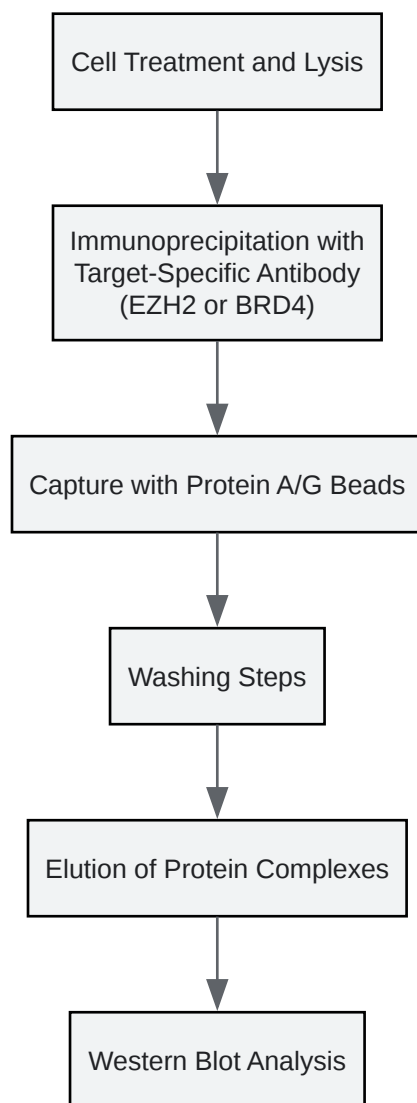 Cell Treatment and Lysis
Immunoprecipitation with
Target-Specific Antibody
(EZH2 or BRD4)
Capture with Protein A/G Beads
Washing Steps
Elution of Protein Complexes
Western Blot Analysis